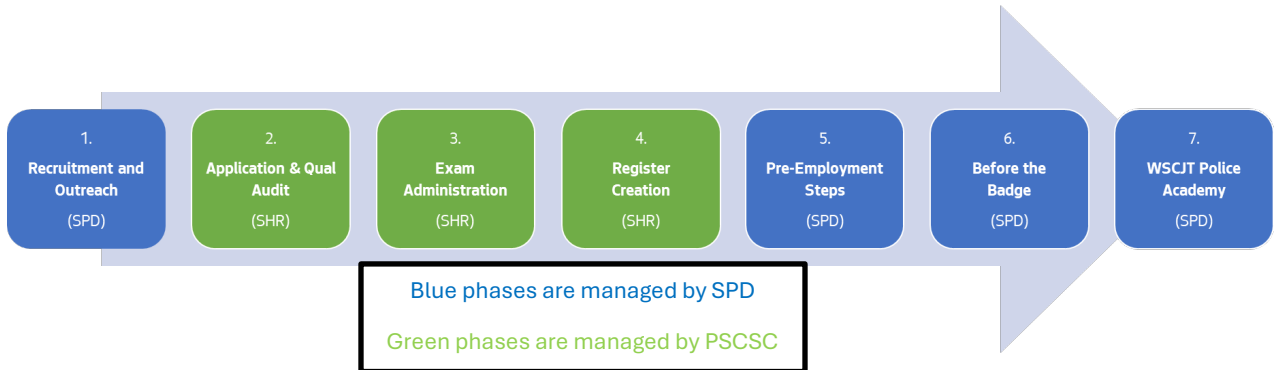 1.
Recruitment and
Outreach
(SPD)
2.
Application & Qual
Audit
(SHR)
3.
Exam
Administration
(SHR)
4.
Register
Creation
(SHR)
5.
Pre-Employment
Steps
(SPD)
6.
Before the
Badge
(SPD)
7.
WSCJT Police
Academy
(SPD)
Blue phases are managed by SPD
Green phases are managed by PSCSC